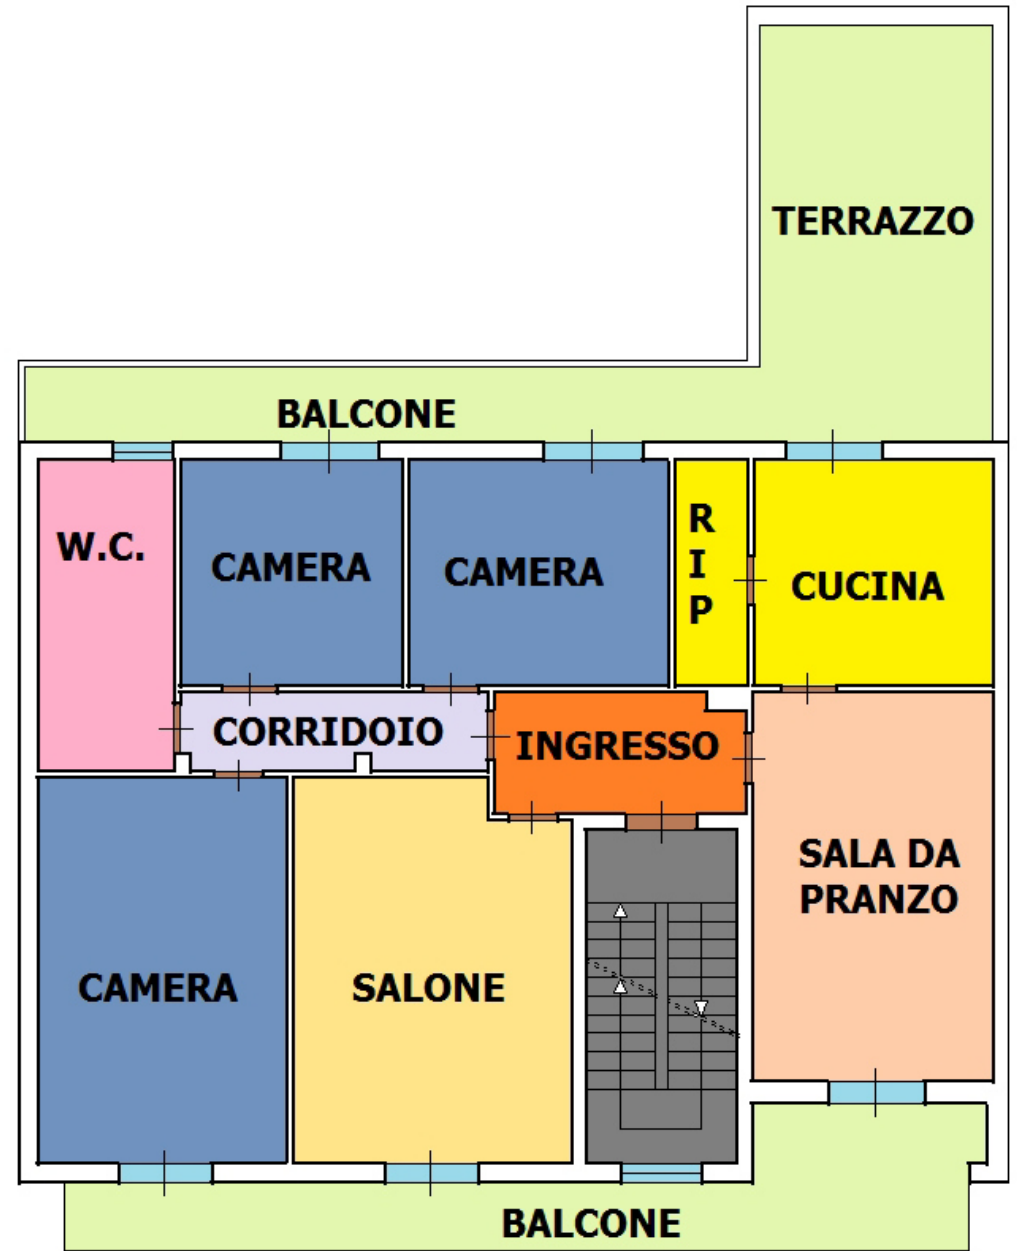 TERRAZZO
BALCONE
W.C.
CAMERA
CAMERA
R
I
P
CUCINA
CORRIDOIO
INGRESSO
SALA DA
PRANZO
CAMERA
SALONE
BALCONE